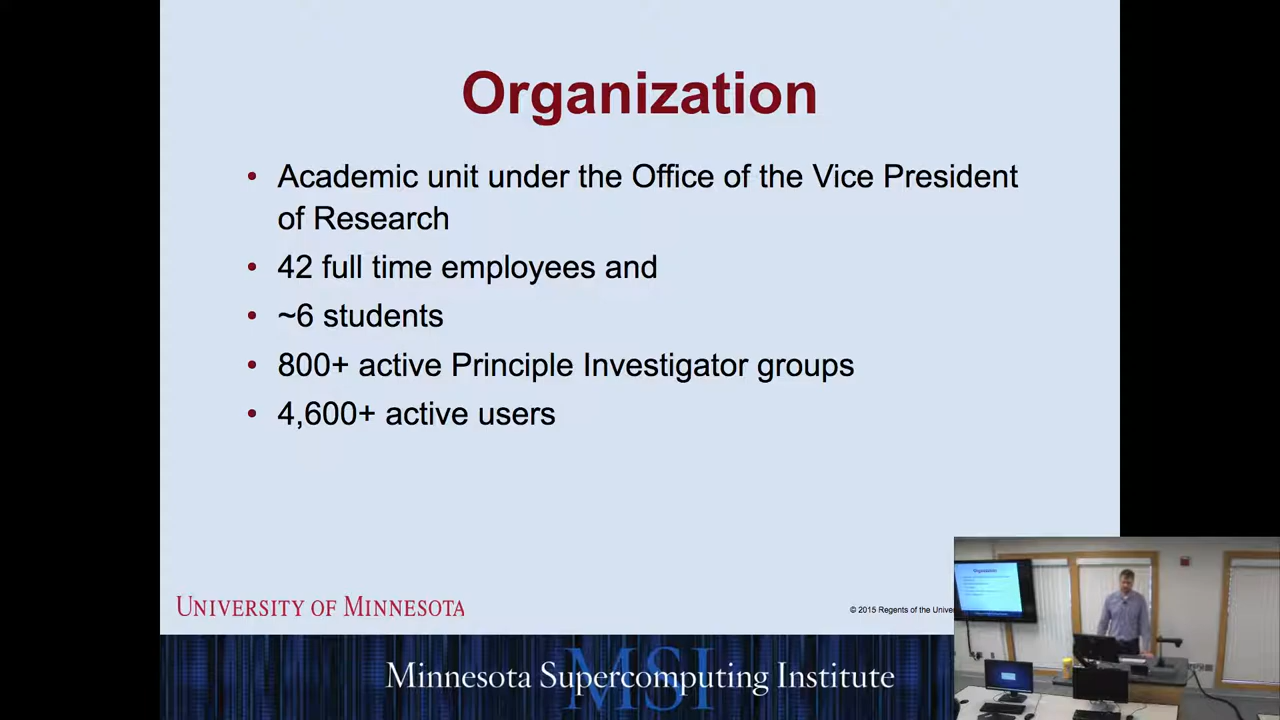 Organization
• Academic unit under the Office of the Vice President
of Research
• 42 full time employees and
• ~6 students
• 800+ active Principle Investigator groups
• 4,600+ active users
UNIVERSITY OF MINNESOTA
© 2015 Regents of the
MSI
Minnesota Supercomputing Institute
Organization